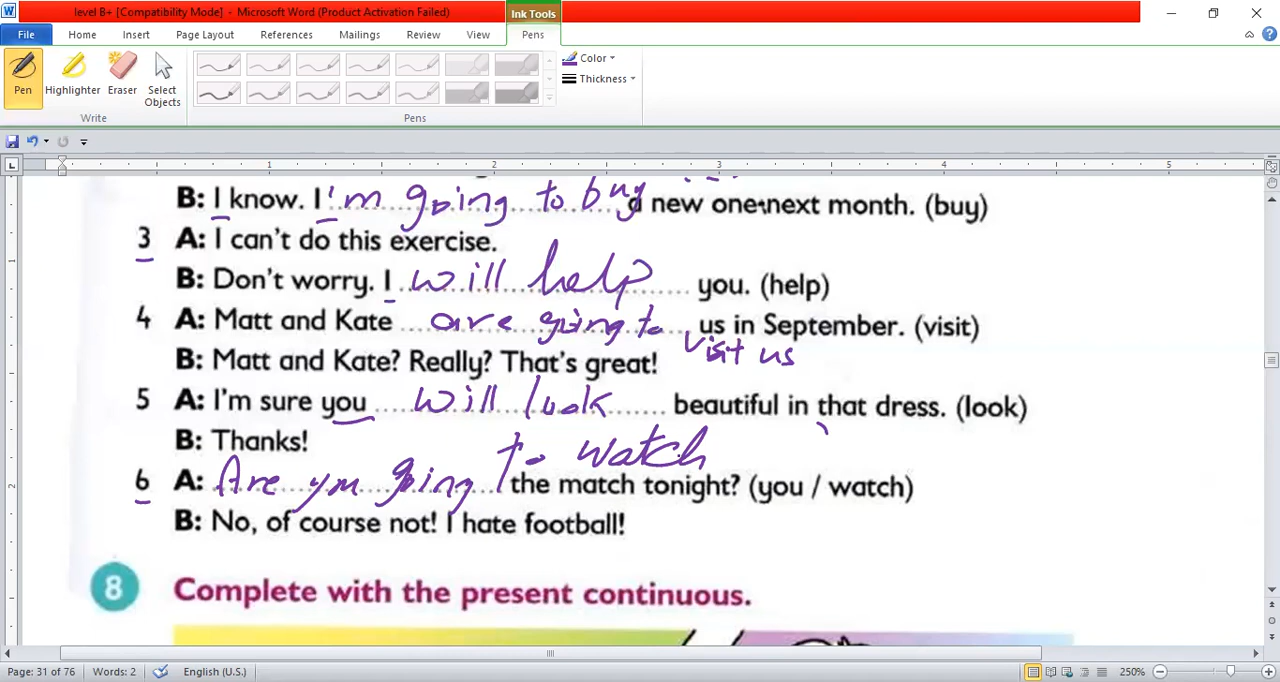 level B+ [Compatibility Mode] - Microsoft Word (Product Activation Failed)
Ink Tools
File Home Insert Page Layout References Mailings Review View Pens
Pen Highlighter Eraser Select Objects
Color
Thickness
Write
Pens
1 2 3 4 5
B: I know. I 'm going to buy a new one next month. (buy)
3 A: I can't do this exercise.
B: Don't worry. I will help you. (help)
4 A: Matt and Kate are going to us in September. (visit)
visit us
B: Matt and Kate? Really? That's great!
5 A: I'm sure you will look beautiful in that dress. (look)
B: Thanks!
6 A: Are you going to watch the match tonight? (you / watch)
B: No, of course not! I hate football!
8 Complete with the present continuous.
Page: 31 of 76 Words: 2 English (U.S.) 250%